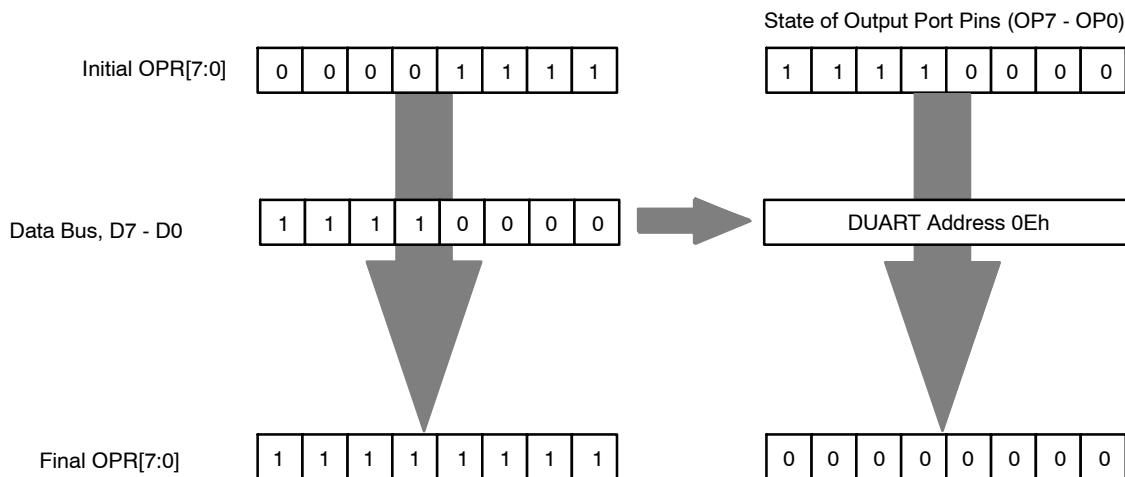 State of Output Port Pins (OP7 - OP0)
Initial OPR[7:0] 0 0 0 0 1 1 1 1 1 1 1 1 0 0 0 0
Data Bus, D7 - D0 1 1 1 1 0 0 0 0 DUART Address 0Eh
Final OPR[7:0] 1 1 1 1 1 1 1 1 0 0 0 0 0 0 0 0